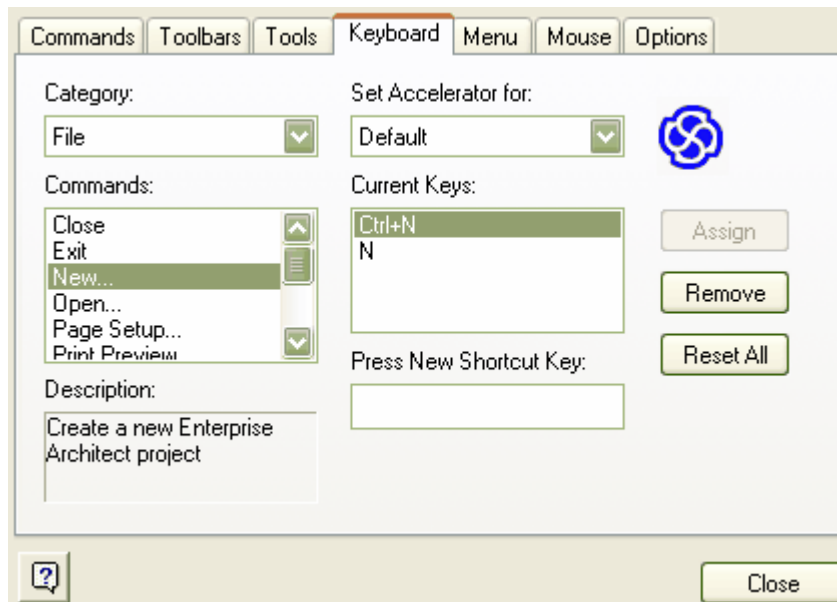 Commands Toolbars Tools Keyboard Menu Mouse Options
Category:
File
Commands:
Close
Exit
New...
Open...
Page Setup...
Print Preview
Description:
Create a new Enterprise
Architect project
Set Accelerator for:
Default
Current Keys:
Ctrl+N
N
Press New Shortcut Key:
Assign
Remove
Reset All
Close